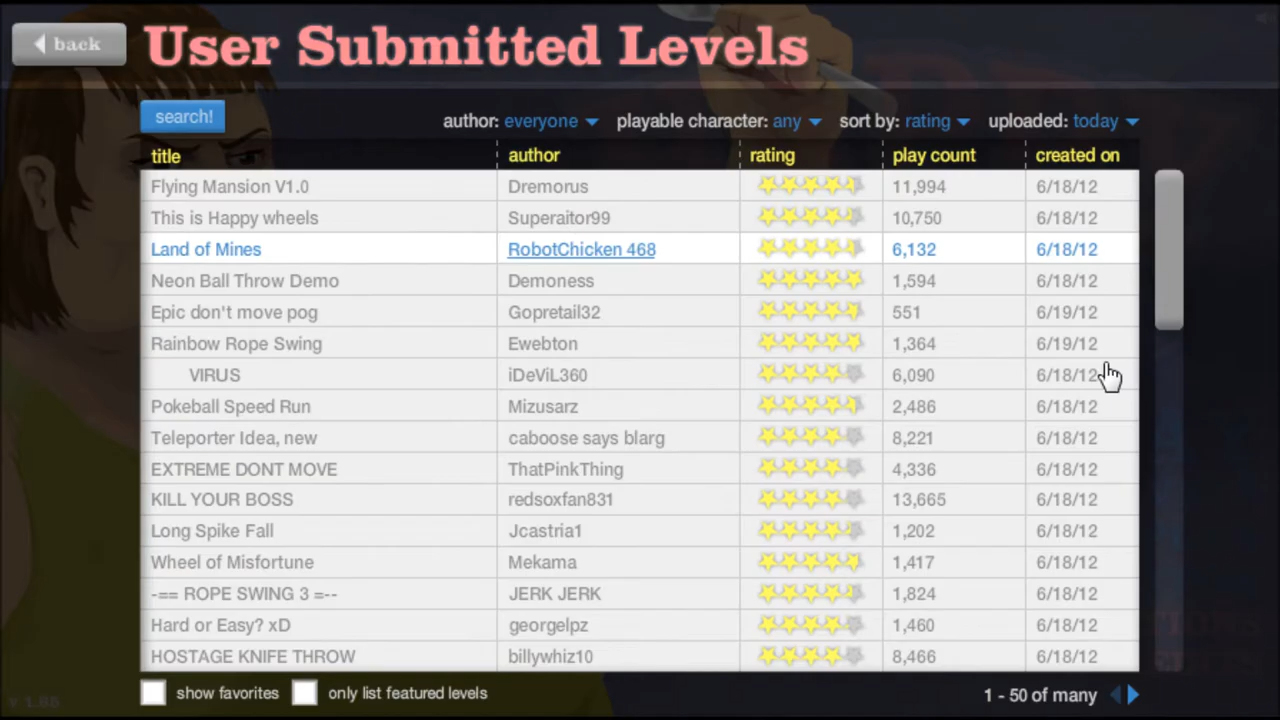 back
User Submitted Levels
search! author: everyone playable character: any sort by: rating uploaded: today
title author rating play count created on
Flying Mansion V1.0 Dremorus 11,994 6/18/12
This is Happy wheels Superaitor99 10,750 6/18/12
Land of Mines RobotChicken 468 6,132 6/18/12
Neon Ball Throw Demo Demoness 1,594 6/18/12
Epic don't move pog Gopretail32 551 6/19/12
Rainbow Rope Swing Ewebton 1,364 6/19/12
VIRUS iDeViL360 6,090 6/18/12
Pokeball Speed Run Mizusarz 2,486 6/18/12
Teleporter Idea, new caboose says blarg 8,221 6/18/12
EXTREME DONT MOVE ThatPinkThing 4,336 6/18/12
KILL YOUR BOSS redsoxfan831 13,665 6/18/12
Long Spike Fall Jcastria1 1,202 6/18/12
Wheel of Misfortune Mekama 1,417 6/18/12
-== ROPE SWING 3 =-- JERK JERK 1,824 6/18/12
Hard or Easy? xD georgelpz 1,460 6/18/12
HOSTAGE KNIFE THROW billywhiz10 8,466 6/18/12
show favorites only list featured levels 1 - 50 of many